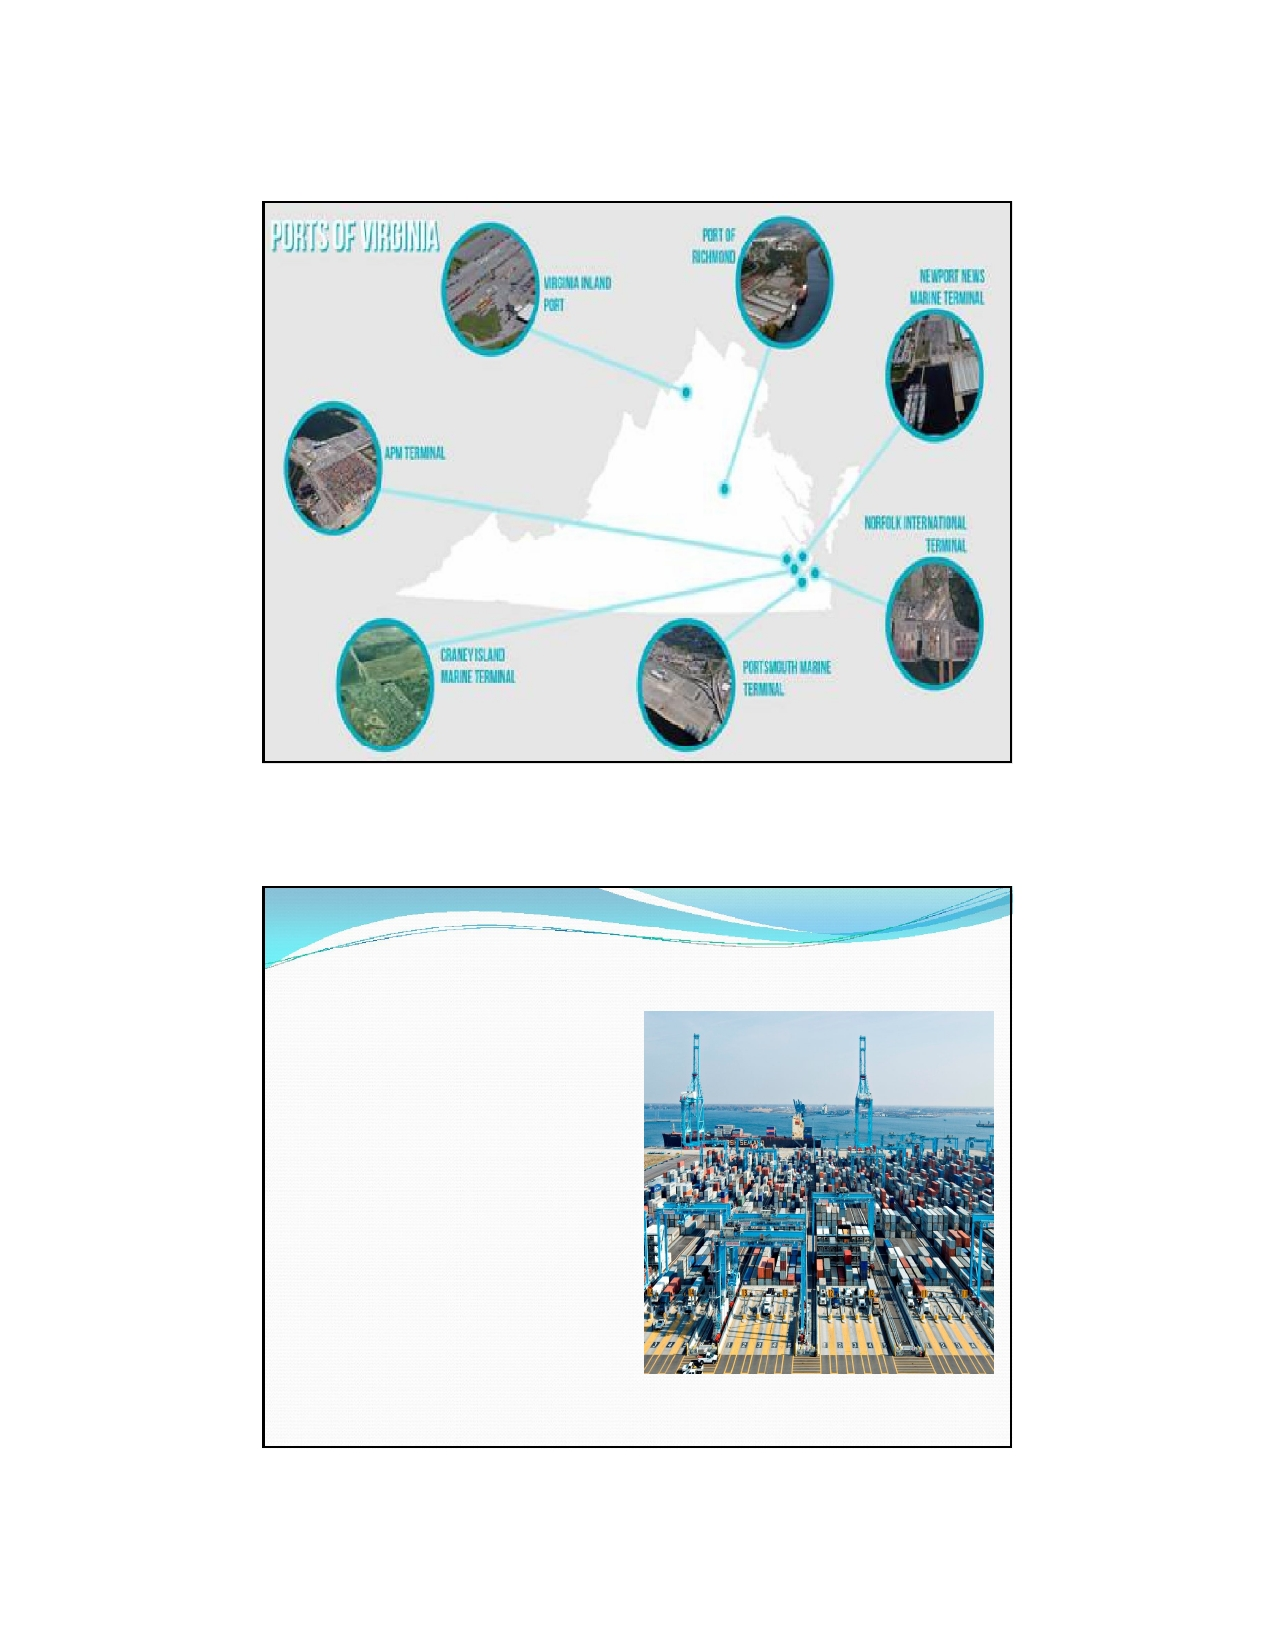 PORTS OF VIRGINIA
VIRGINIA INLAND
PORT
PORT OF
RICHMOND
NEWPORT NEWS
MARINE TERMINAL
APM TERMINAL
NORFOLK INTERNATIONAL
TERMINAL
CRANEY ISLAND
MARINE TERMINAL
PORTSMOUTH MARINE
TERMINAL